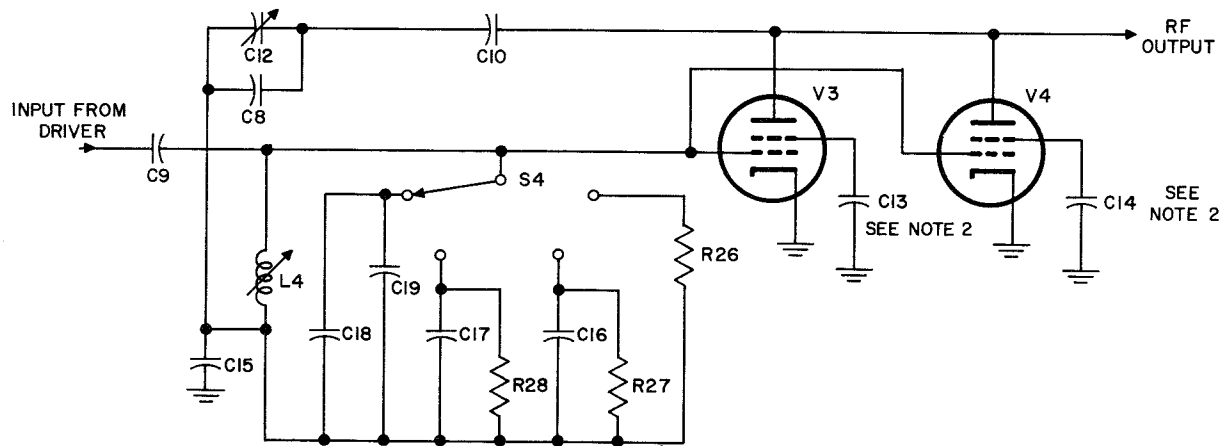 C12
C8
C10
RF
OUTPUT
V3
V4
INPUT FROM
DRIVER
C9
S4
C13
SEE NOTE 2
C14
SEE
NOTE 2
R26
L4
C19
C18
C17
C16
C15
R28
R27